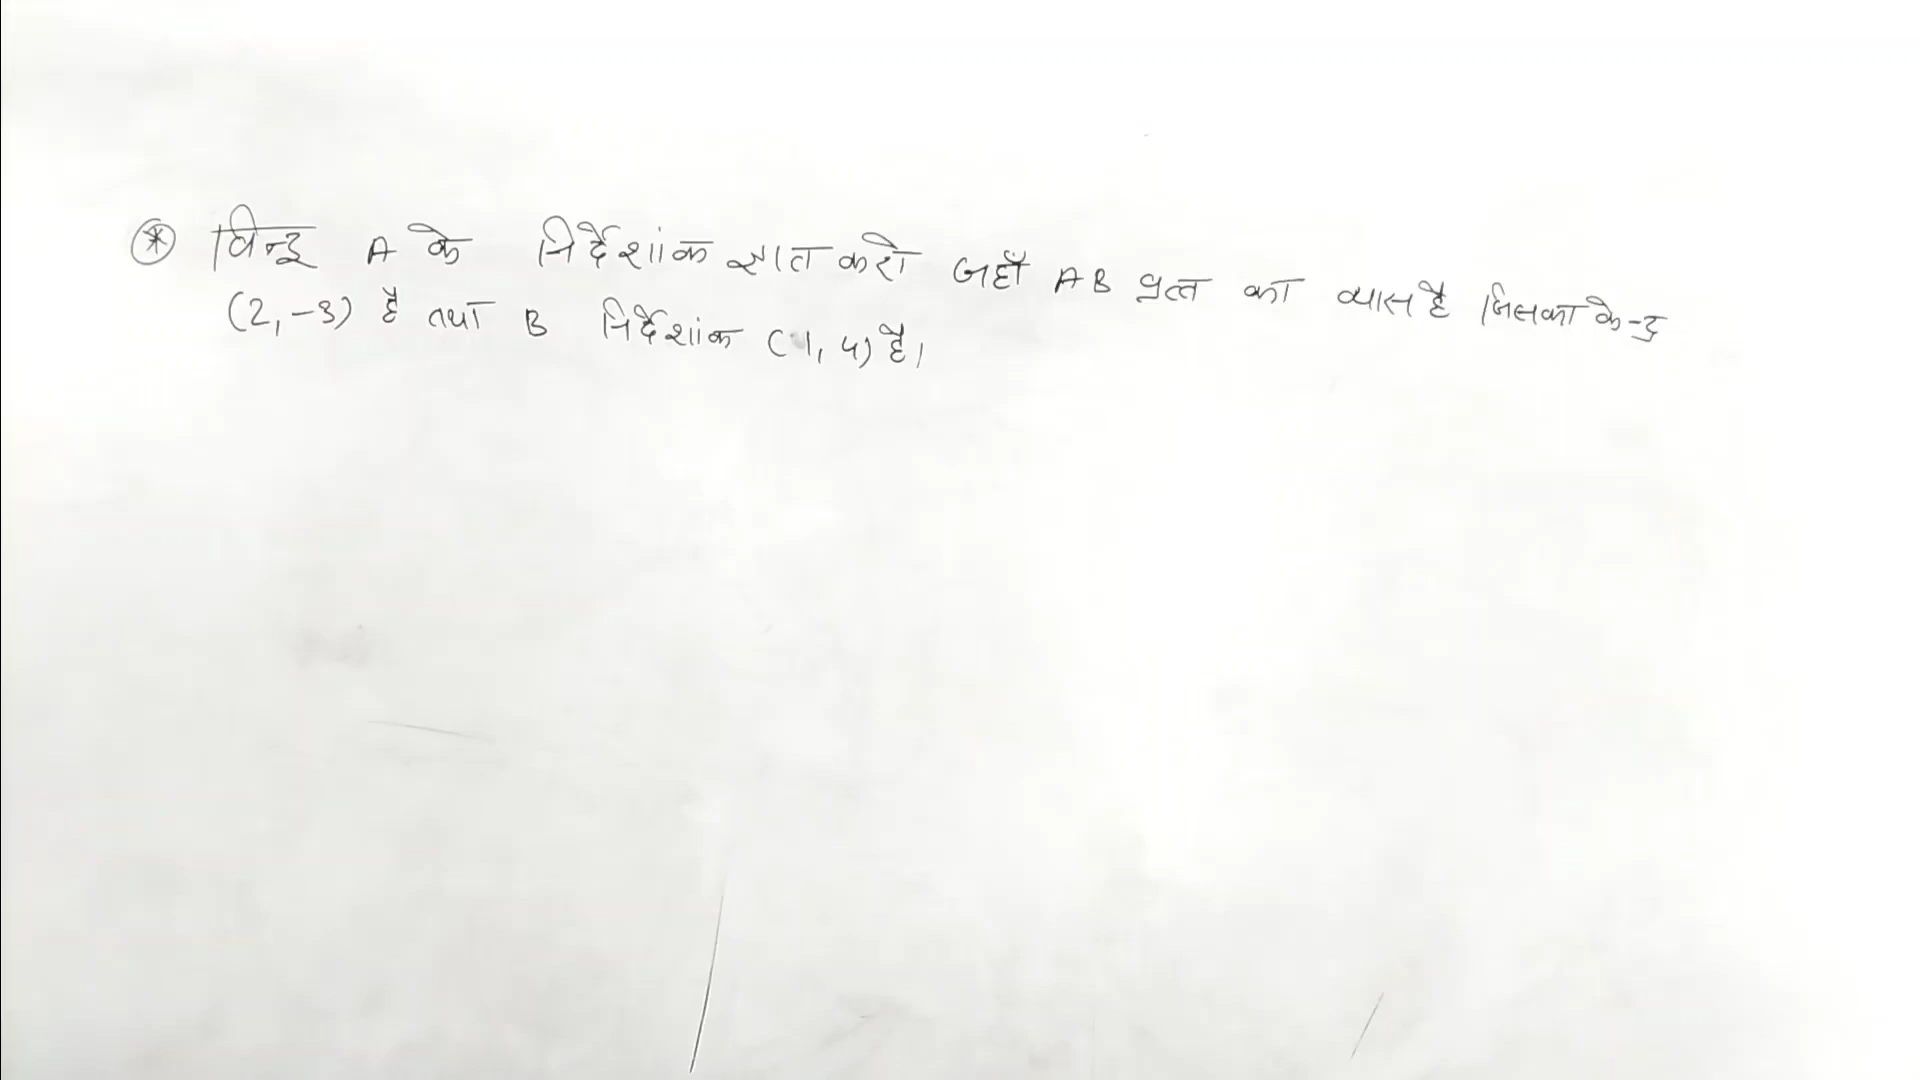 ⊛ बिन्दु A के निर्देशांक ज्ञात करो जहाँ AB वृत्त का व्यास है जिसका केन्द्र
(2,-3) है तथा B निर्देशांक (1, 4) है।